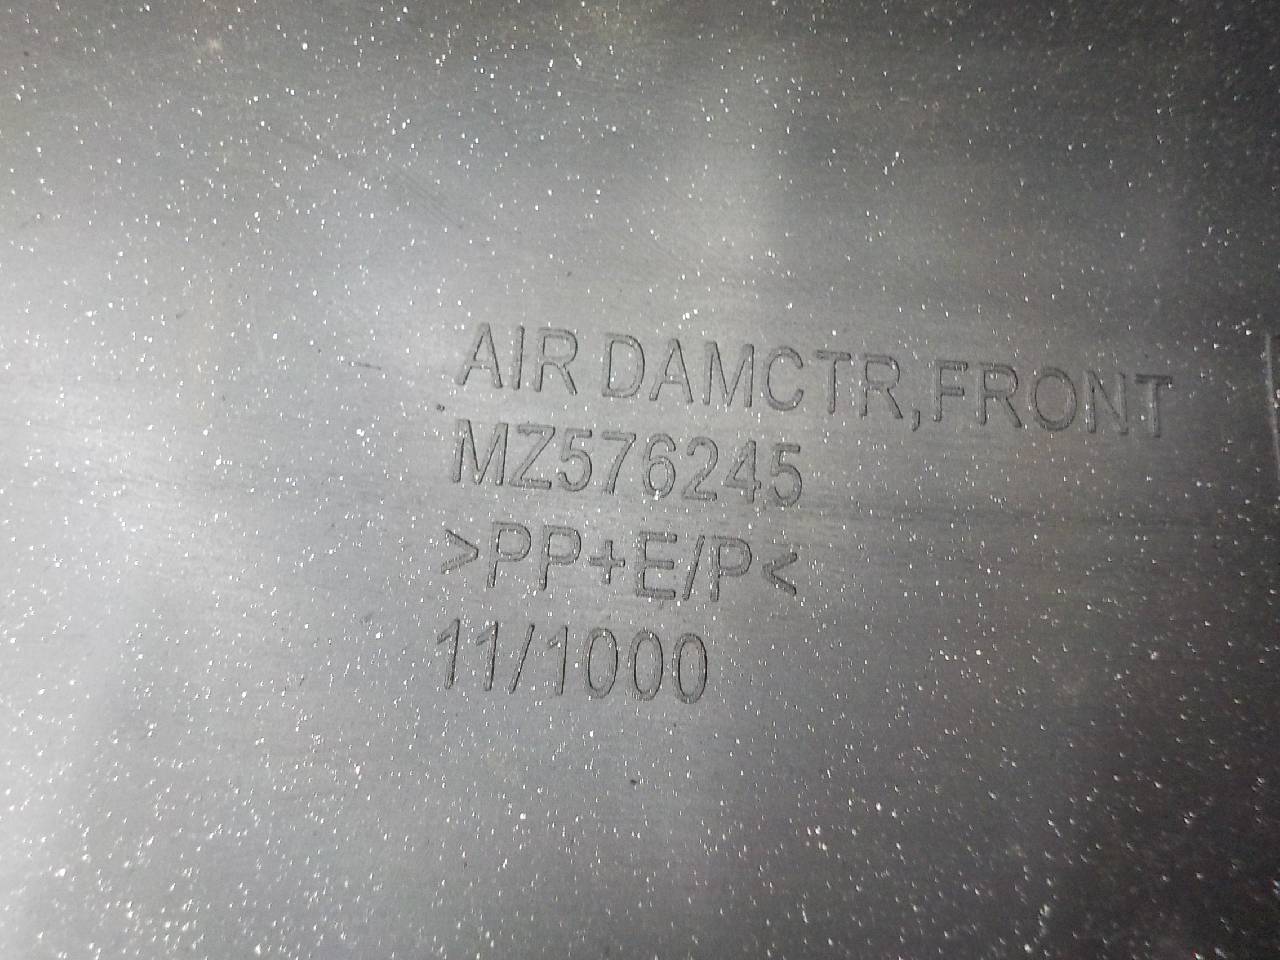 AIR DAMCTR,FRONT
MZ576245
>PP+E/P<
11/1000